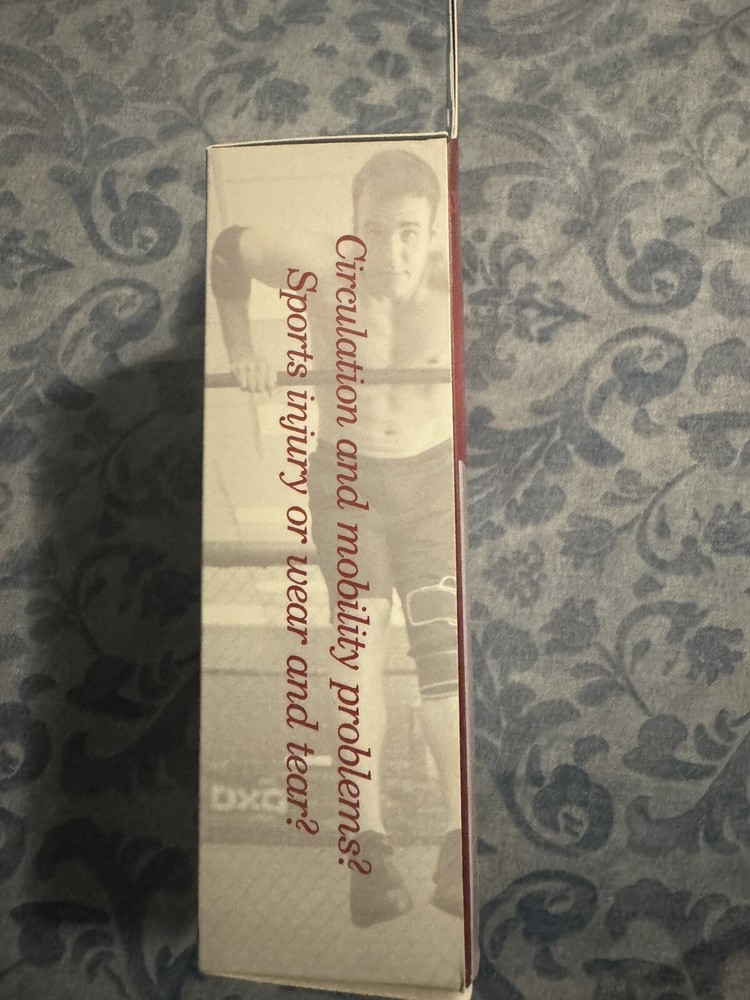 Circulation and mobility problems?
Sports injury or wear and tear?